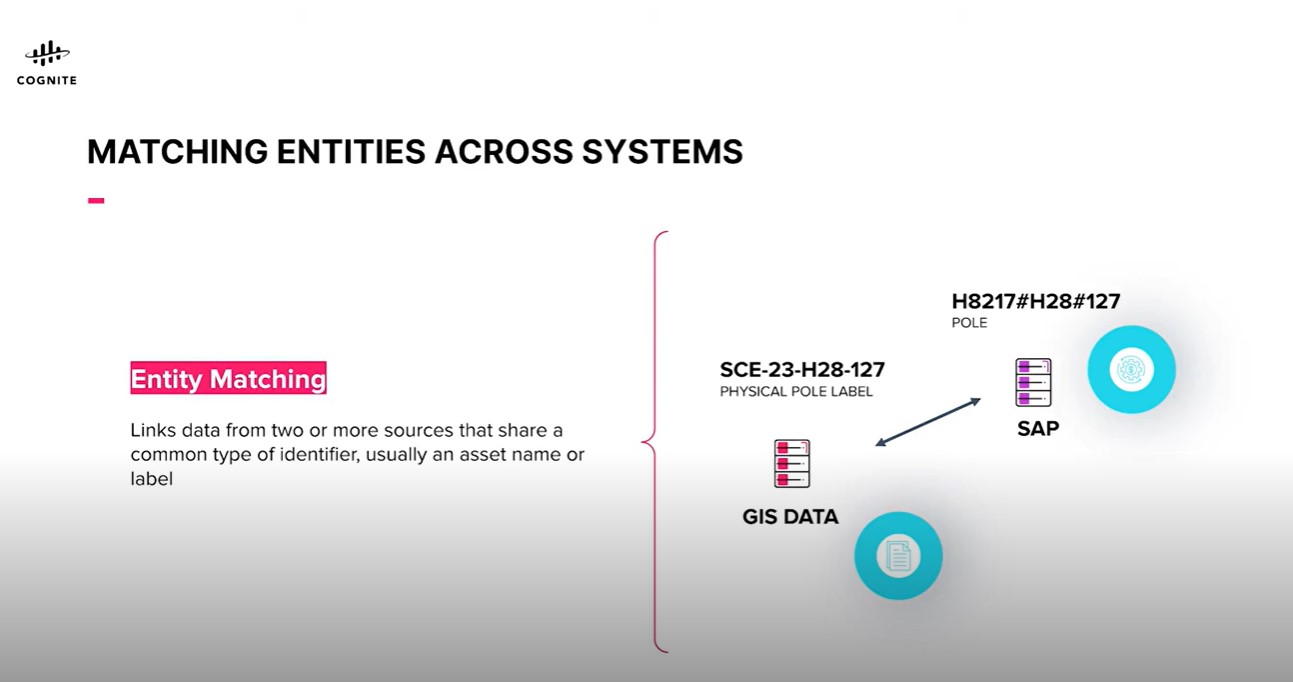 COGNITE
MATCHING ENTITIES ACROSS SYSTEMS
Entity Matching
Links data from two or more sources that share a
common type of identifier, usually an asset name or
label
H8217#H28#127
POLE
SCE-23-H28-127
PHYSICAL POLE LABEL
SAP
GIS DATA